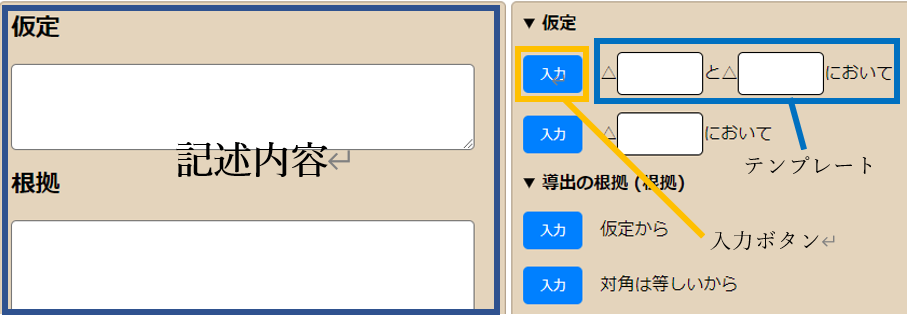 仮定
記述内容↵
根拠
▼ 仮定
入力 △ と△ において
入力 △ において
テンプレート
▼ 導出の根拠 (根拠)
入力 仮定から
入力ボタン↵
入力 対角は等しいから